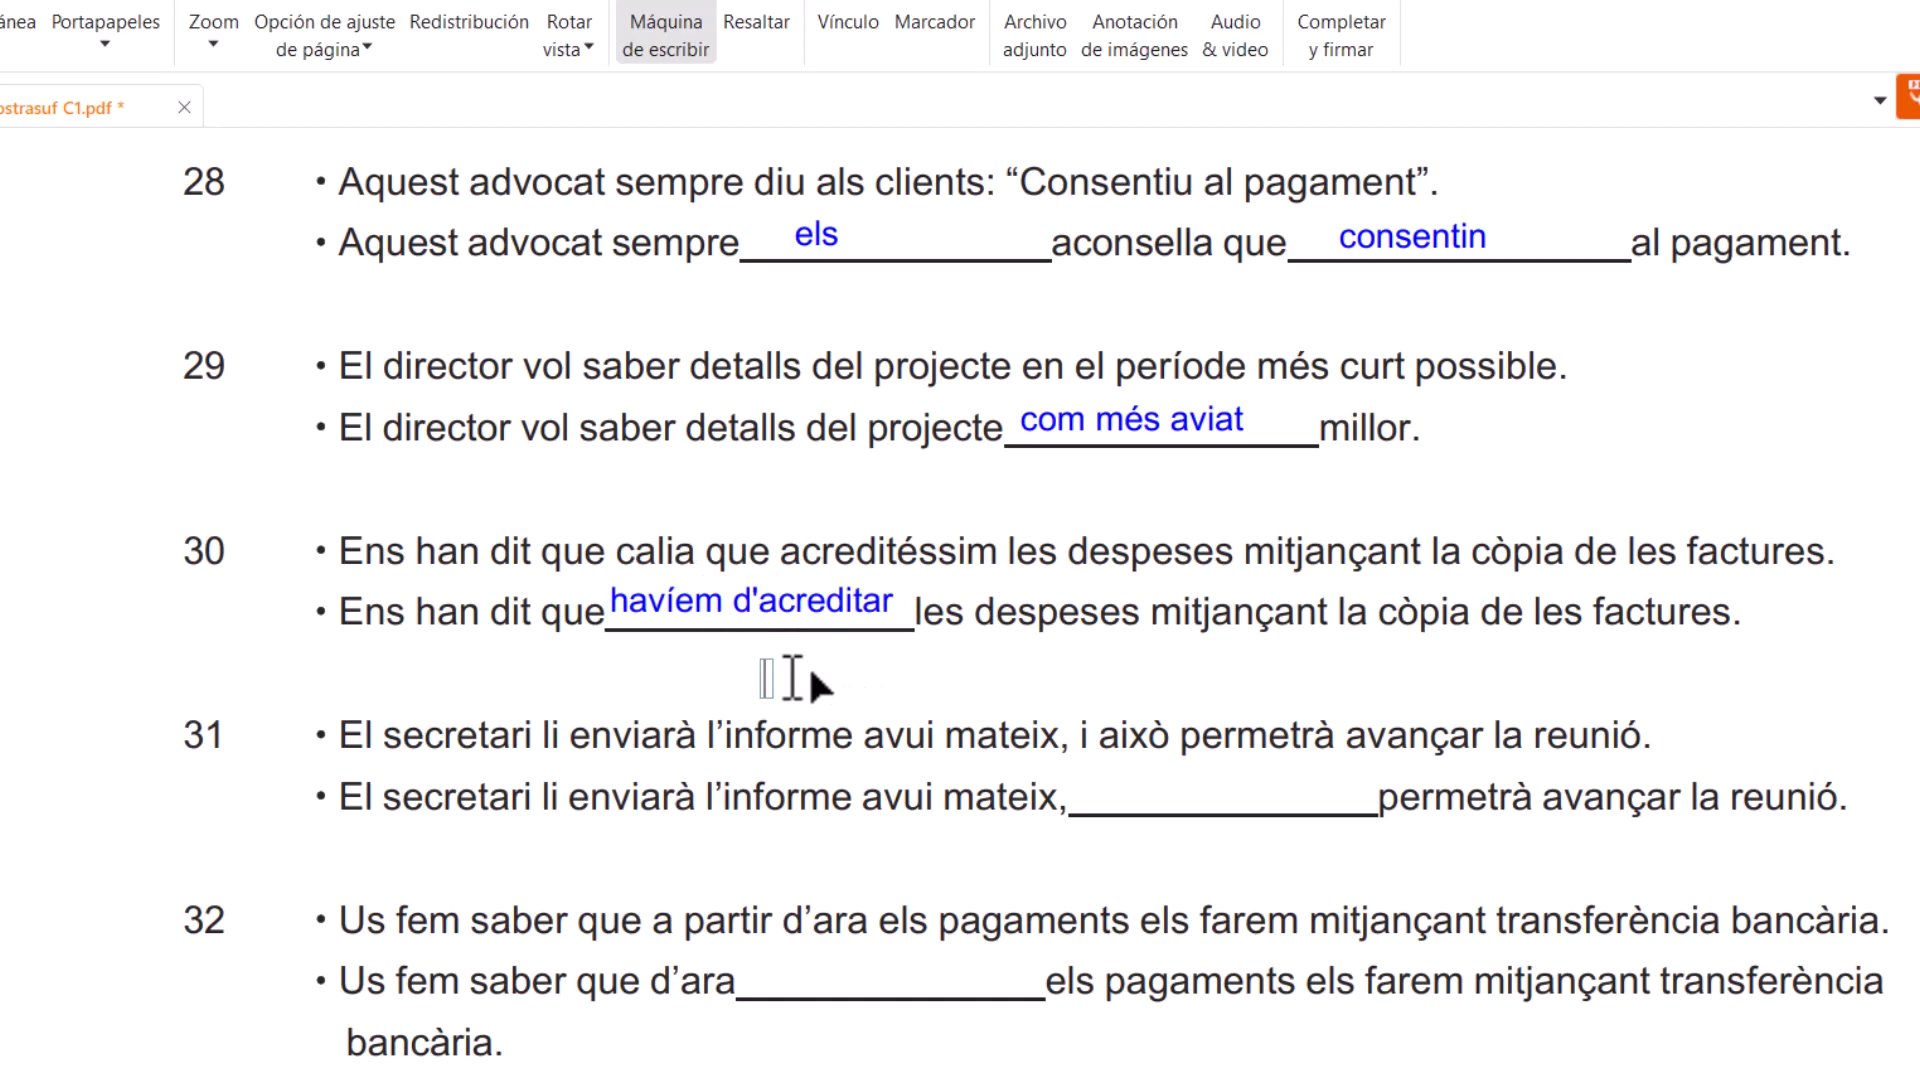 ánea Portapapeles Zoom Opción de ajuste Redistribución Rotar Máquina Resaltar Vínculo Marcador Archivo Anotación Audio Completar
de página vista de escribir adjunto de imágenes & video y firmar
ostrasuf C1.pdf *
28 • Aquest advocat sempre diu als clients: “Consentiu al pagament”.
• Aquest advocat sempre els aconsella que consentin al pagament.
29 • El director vol saber detalls del projecte en el període més curt possible.
• El director vol saber detalls del projecte com més aviat millor.
30 • Ens han dit que calia que acreditéssim les despeses mitjançant la còpia de les factures.
• Ens han dit que havíem d'acreditar les despeses mitjançant la còpia de les factures.
31 • El secretari li enviarà l’informe avui mateix, i això permetrà avançar la reunió.
• El secretari li enviarà l’informe avui mateix,____ permetrà avançar la reunió.
32 • Us fem saber que a partir d’ara els pagaments els farem mitjançant transferència bancària.
• Us fem saber que d’ara____ els pagaments els farem mitjançant transferència
bancària.